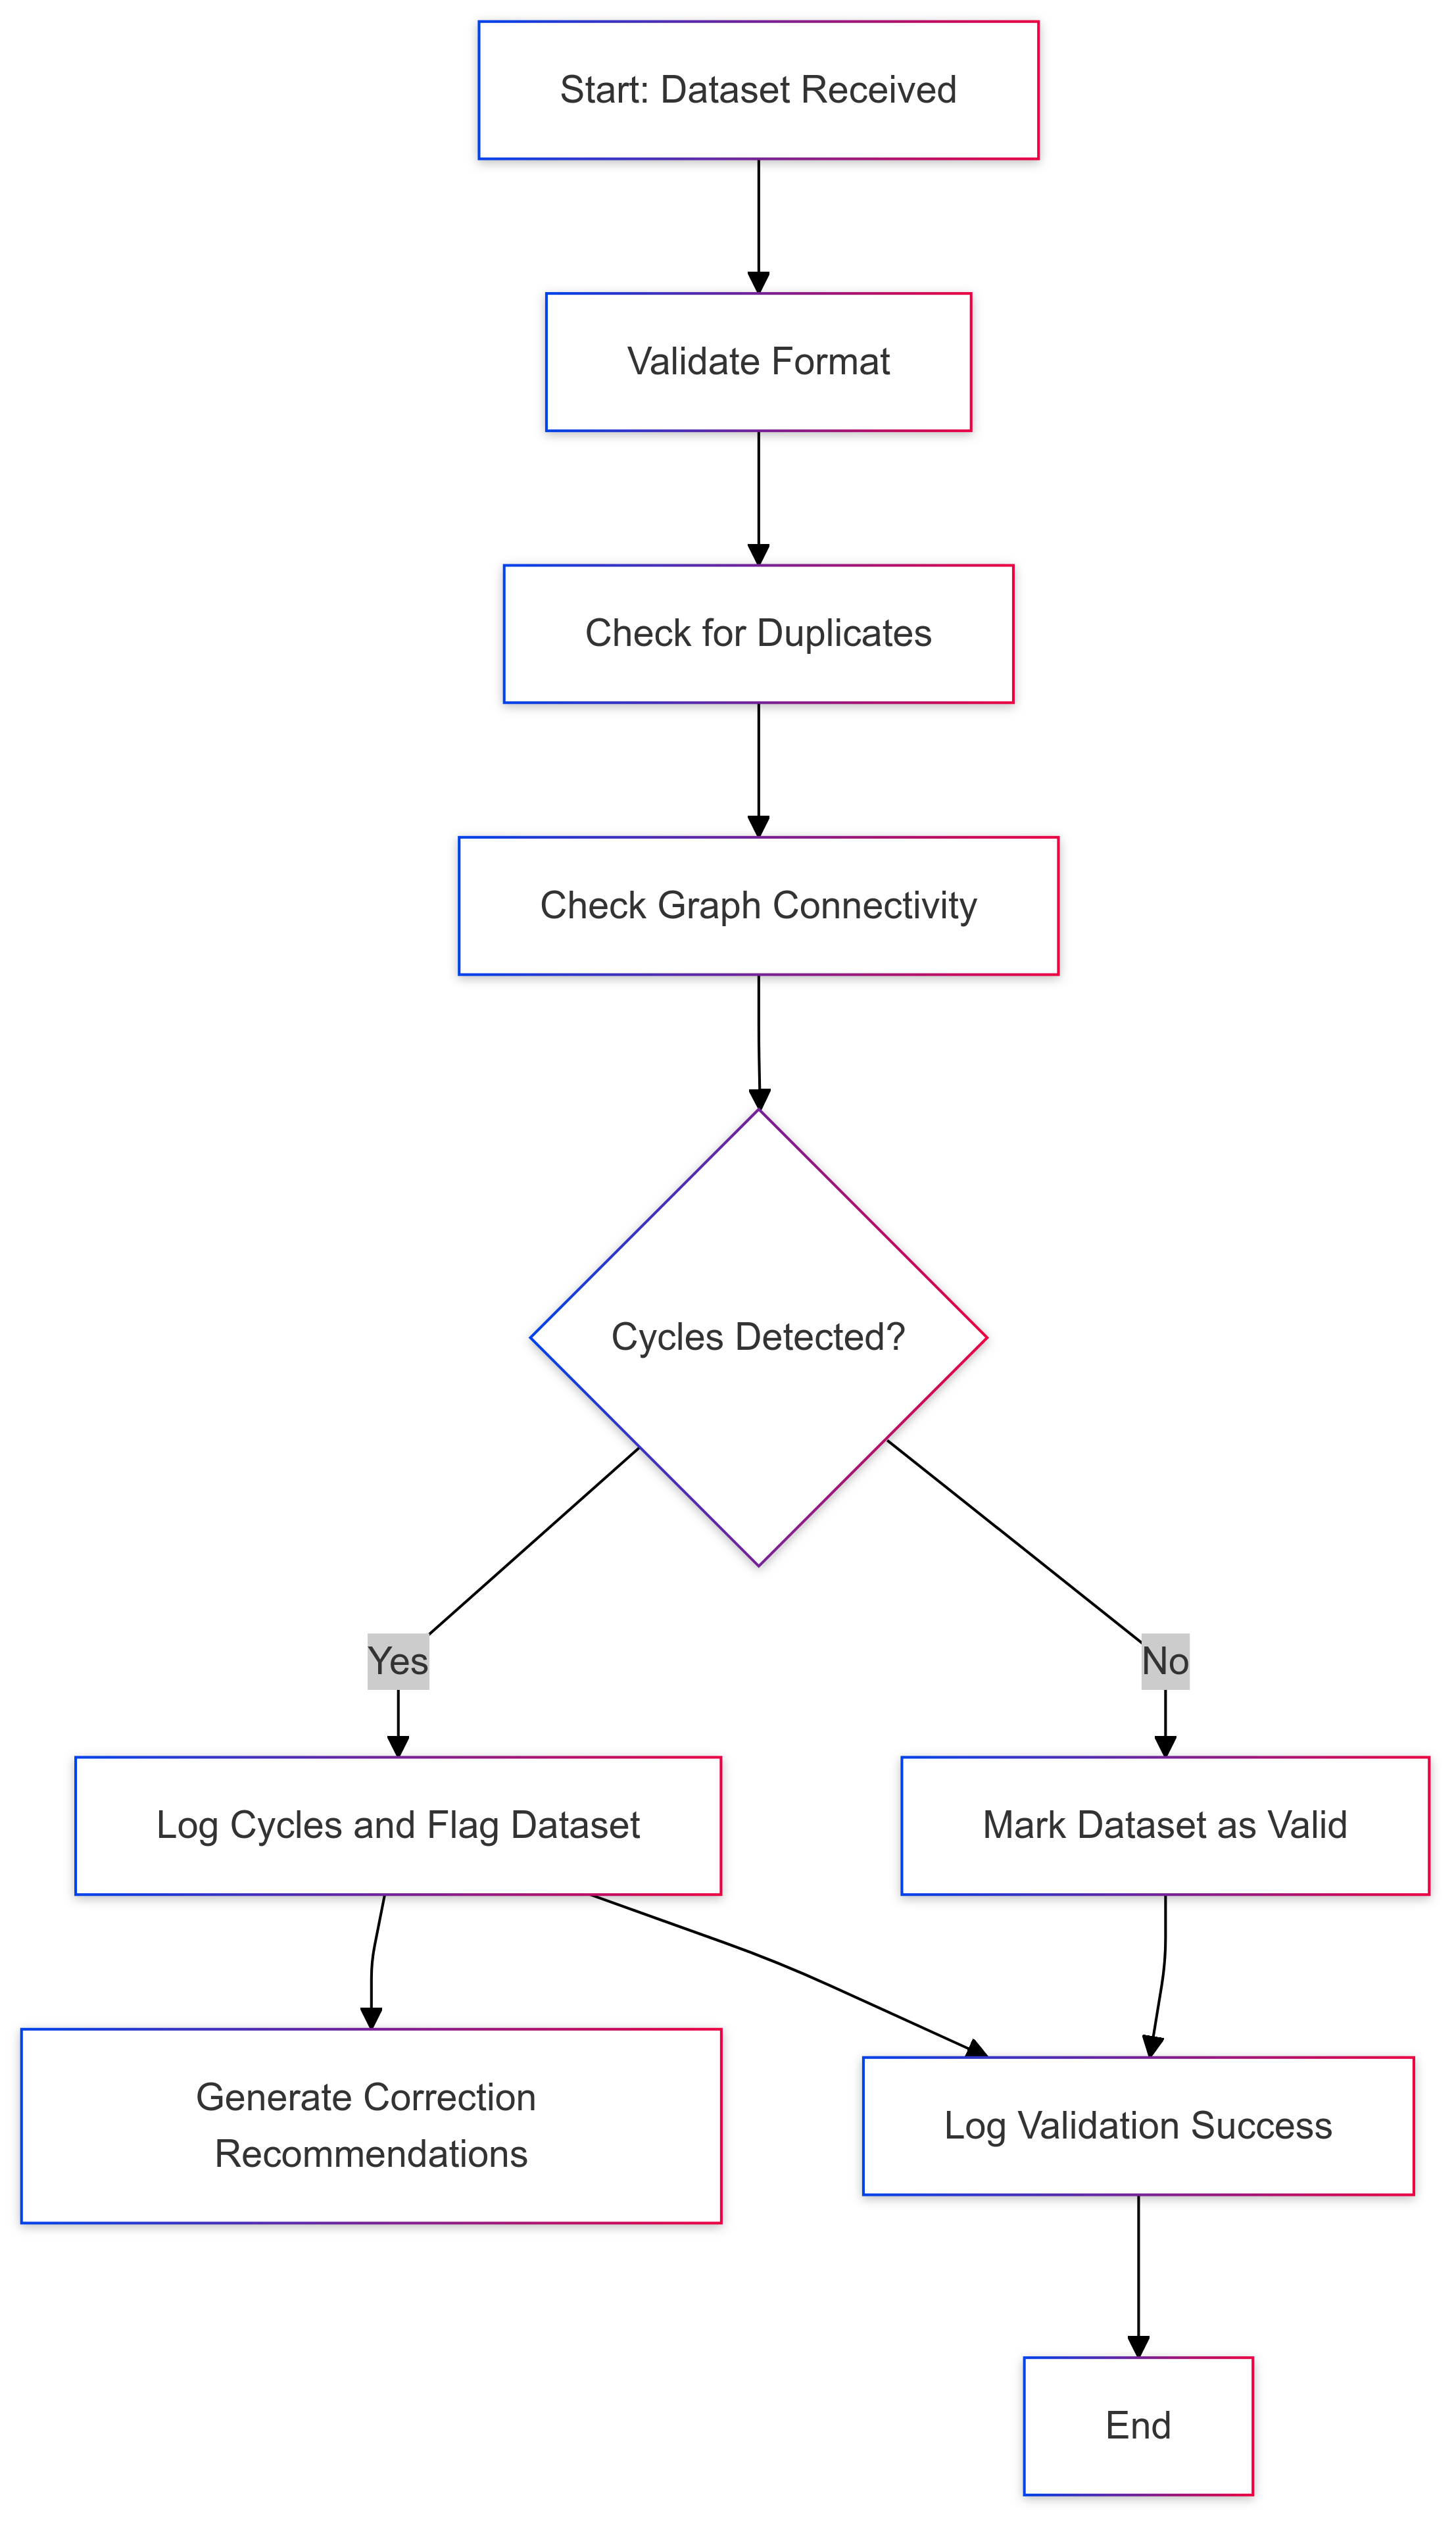 Start: Dataset Received
Validate Format
Check for Duplicates
Check Graph Connectivity
Cycles Detected?
Yes
No
Log Cycles and Flag Dataset
Mark Dataset as Valid
Generate Correction
Recommendations
Log Validation Success
End